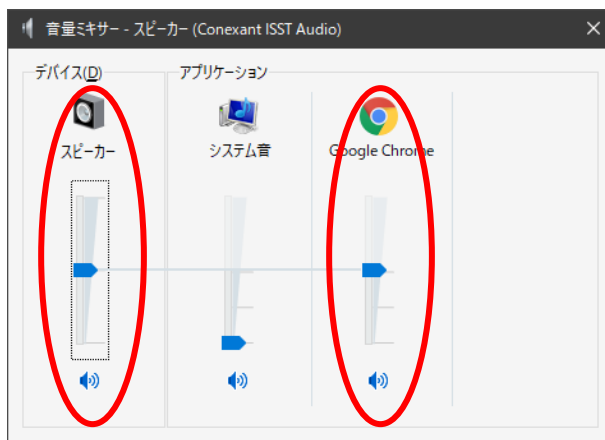 音量ミキサー - スピーカー (Conexant ISST Audio)
デバイス(D)
アプリケーション
スピーカー
システム音
Google Chrome